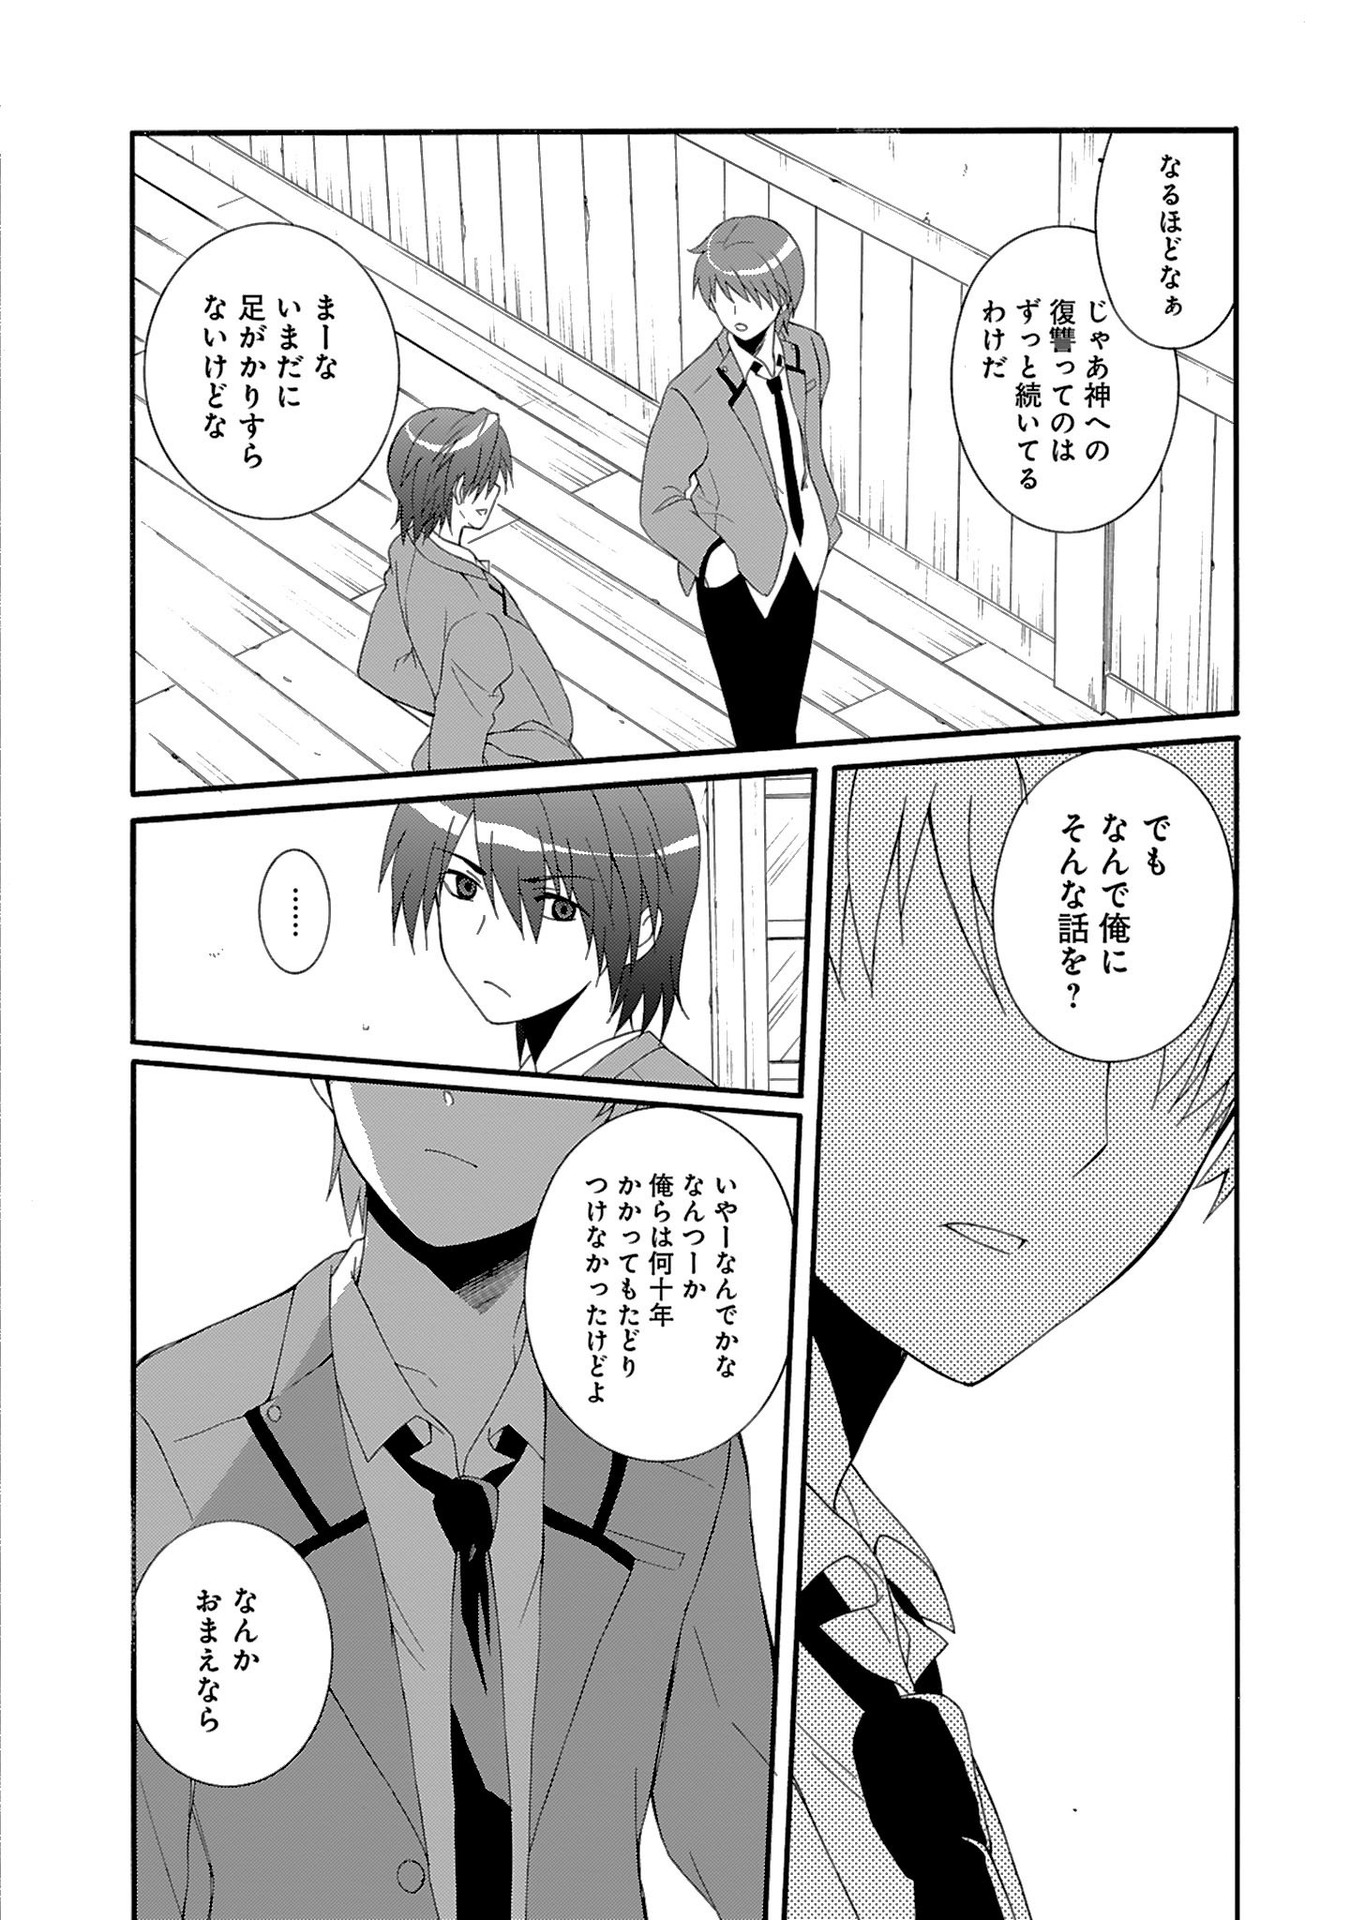 なるほどなぁ
じゃあ神への
復讐ってのは
ずっと続いてる
わけだ
まーな
いまだに
足がかりすら
ないけどな
でも
なんで俺に
そんな話を？
……
いやーなんでかな
なんつーか
俺らは何十年
かかってもたどり
つけなかったけどよ
なんか
おまえなら